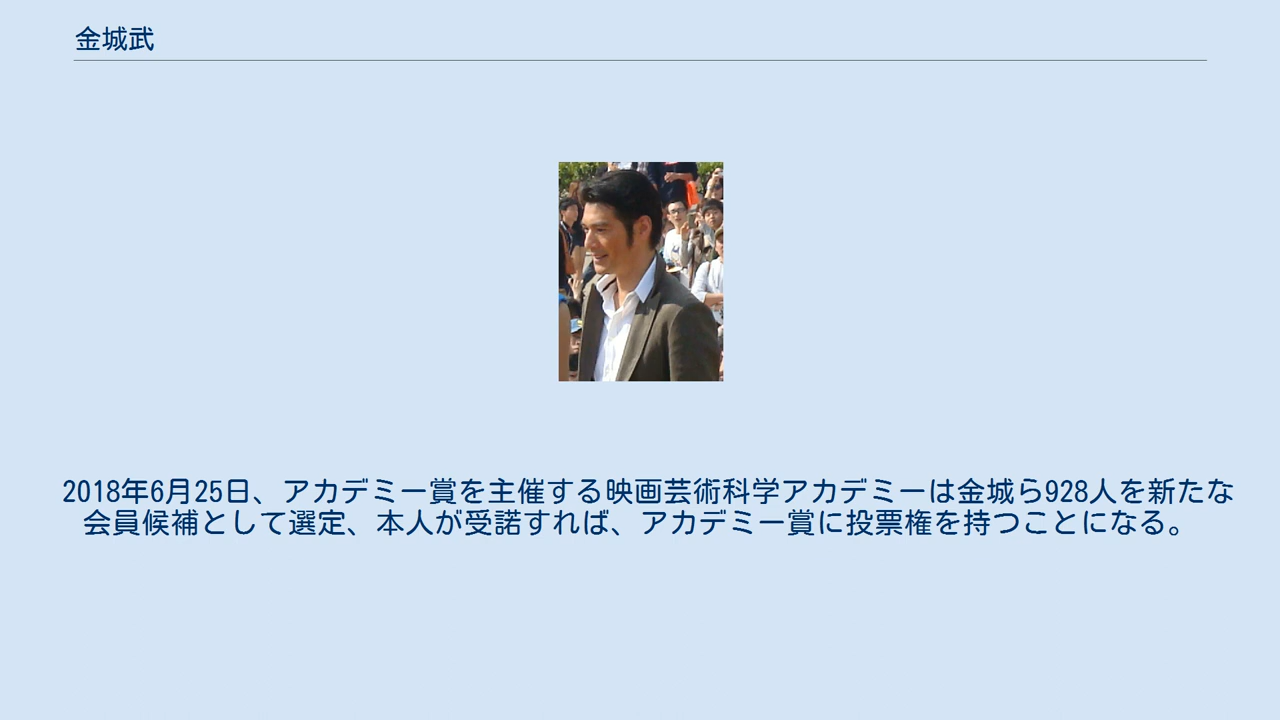 金城武
2018年6月25日、アカデミー賞を主催する映画芸術科学アカデミーは金城ら928人を新たな
会員候補として選定、本人が受諾すれば、アカデミー賞に投票権を持つことになる。